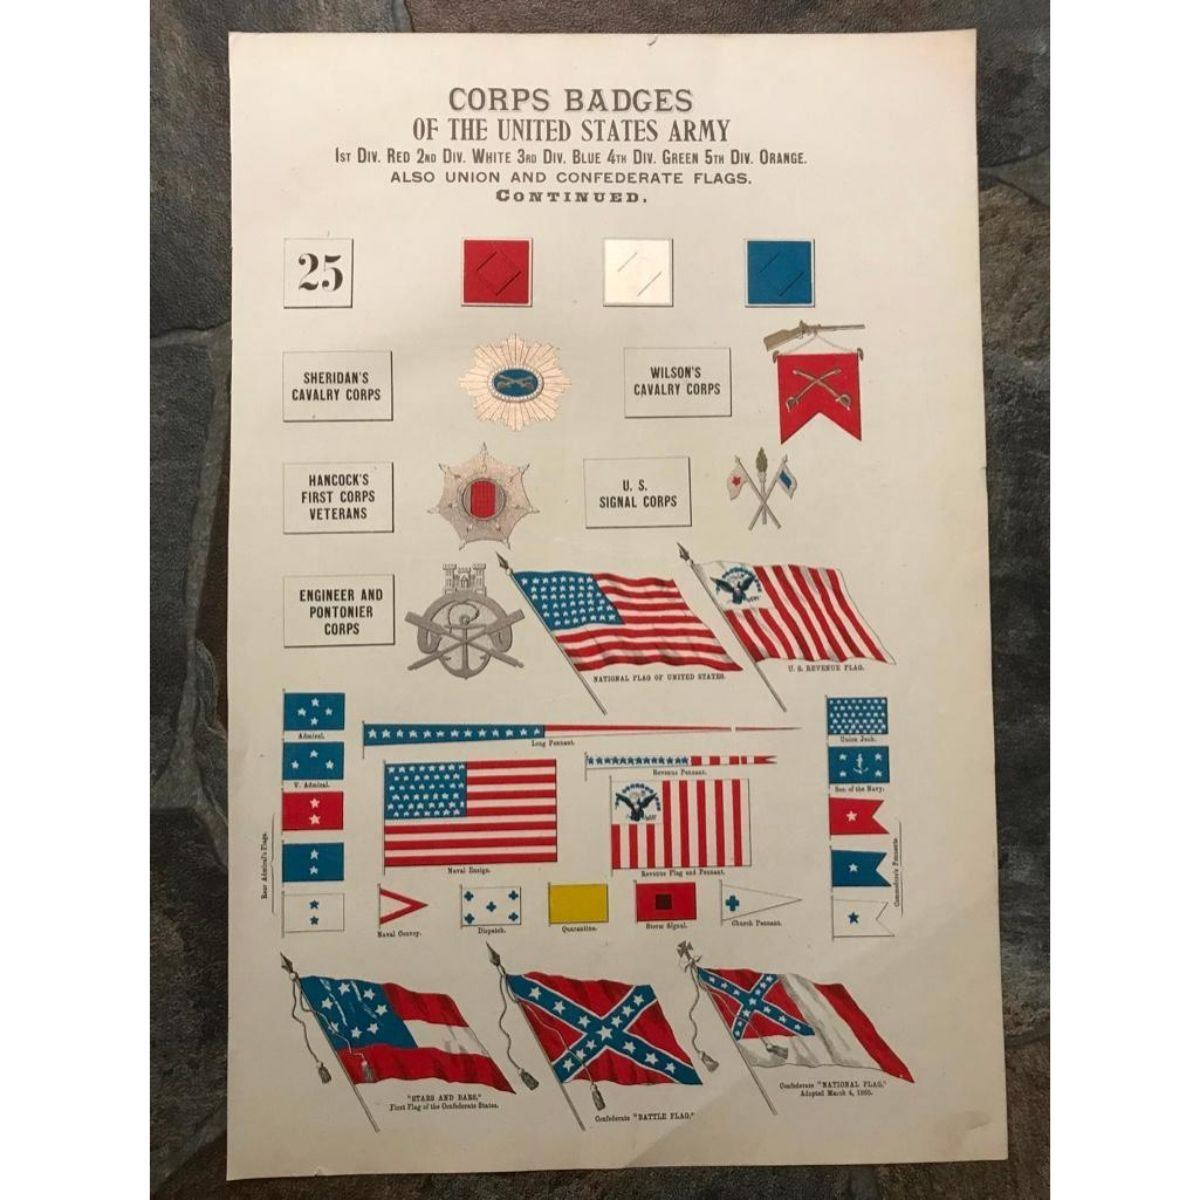 CORPS BADGES
OF THE UNITED STATES ARMY
1ST DIV. RED 2ND DIV. WHITE 3RD DIV. BLUE 4TH DIV. GREEN 5TH DIV. ORANGE.
ALSO UNION AND CONFEDERATE FLAGS.
CONTINUED.
25
SHERIDAN'S
CAVALRY CORPS
WILSON'S
CAVALRY CORPS
HANCOCK'S
FIRST CORPS
VETERANS
U. S.
SIGNAL CORPS
ENGINEER AND
PONTONIER
CORPS
NATIONAL FLAG OF UNITED STATES.
U. S. REVENUE FLAG.
Admiral.
Long Pennant.
Union Jack.
V. Admiral.
Revenue Pennant.
Sec. of the Navy.
Rear Admiral's Flags.
Naval Ensign.
Revenue Flag and Pennant.
Commodore's Pennants
Naval Convoy.
Dispatch.
Quarantine.
Storm Signal.
Church Pennant.
"STARS AND BARS,"
First Flag of the Confederate States.
Confederate "BATTLE FLAG."
Confederate "NATIONAL FLAG,"
Adopted March 4, 1865.